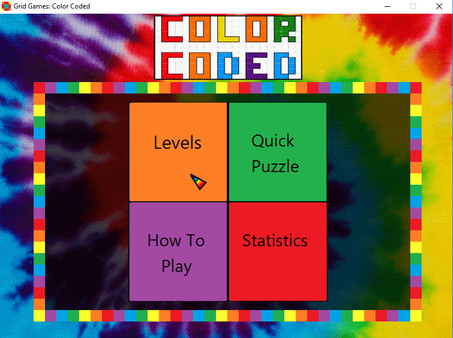 Grid Games: Color Coded
COLOR
CODED
Levels
Quick
Puzzle
How To
Play
Statistics